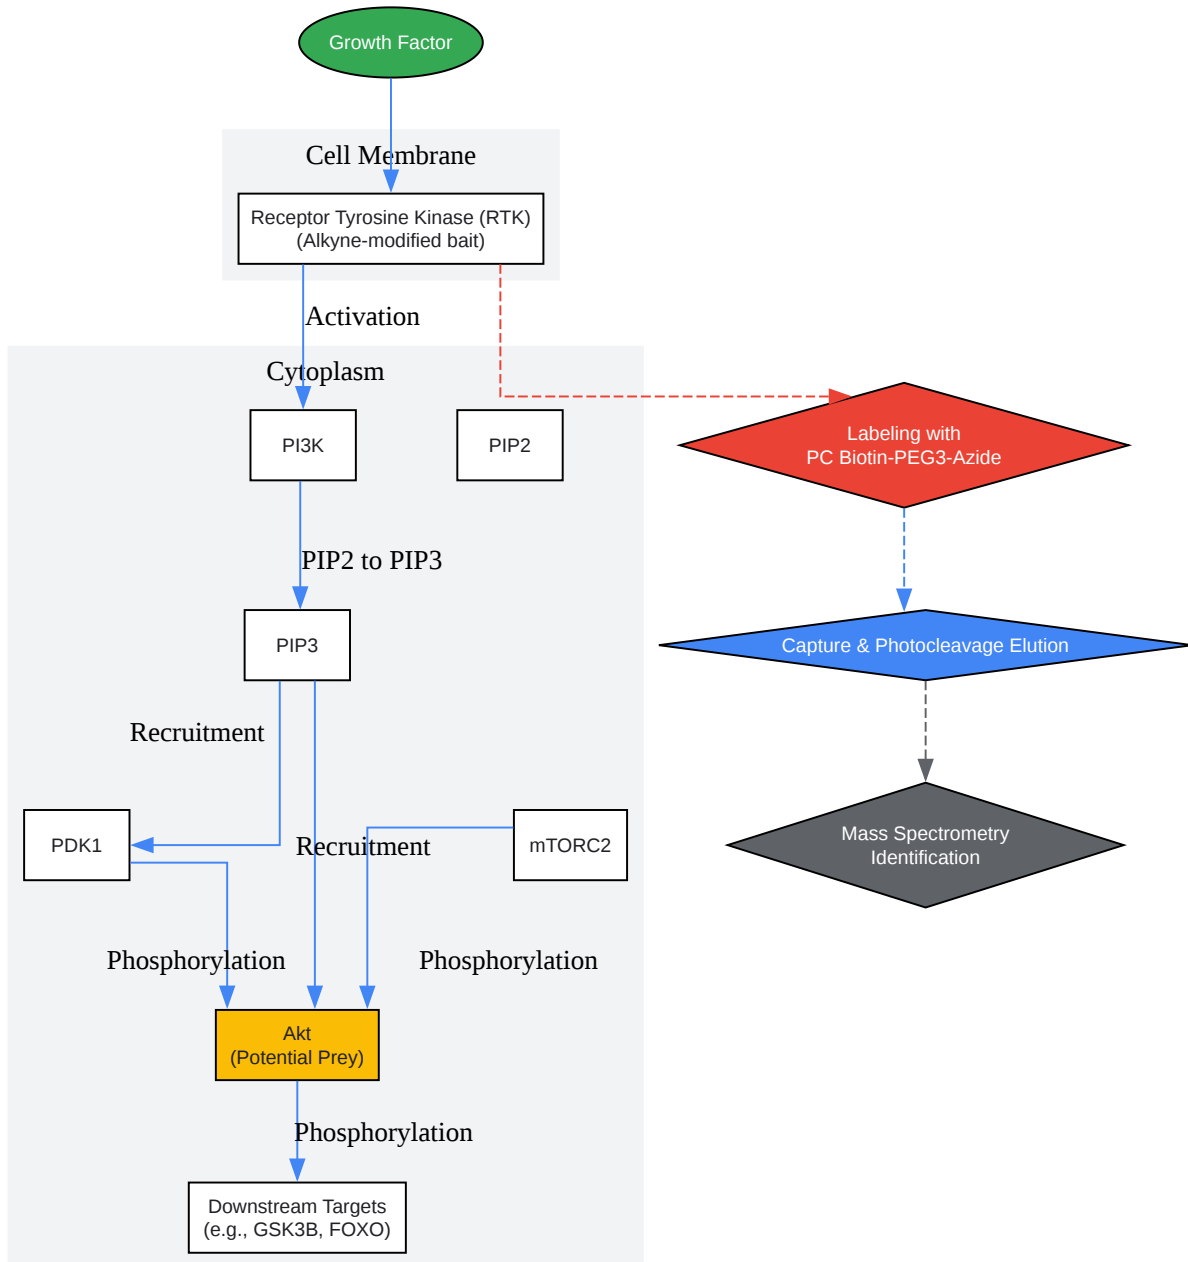 Growth Factor
Cell Membrane
Receptor Tyrosine Kinase (RTK)
(Alkyne-modified bait)
Activation
Cytoplasm
PI3K
PIP2
Labeling with
PC Biotin-PEG3-Azide
PIP2 to PIP3
PIP3
Capture & Photocleavage Elution
Recruitment
PDK1
Recruitment
mTORC2
Mass Spectrometry
Identification
Phosphorylation
Phosphorylation
Akt
(Potential Prey)
Phosphorylation
Downstream Targets
(e.g., GSK3B, FOXO)